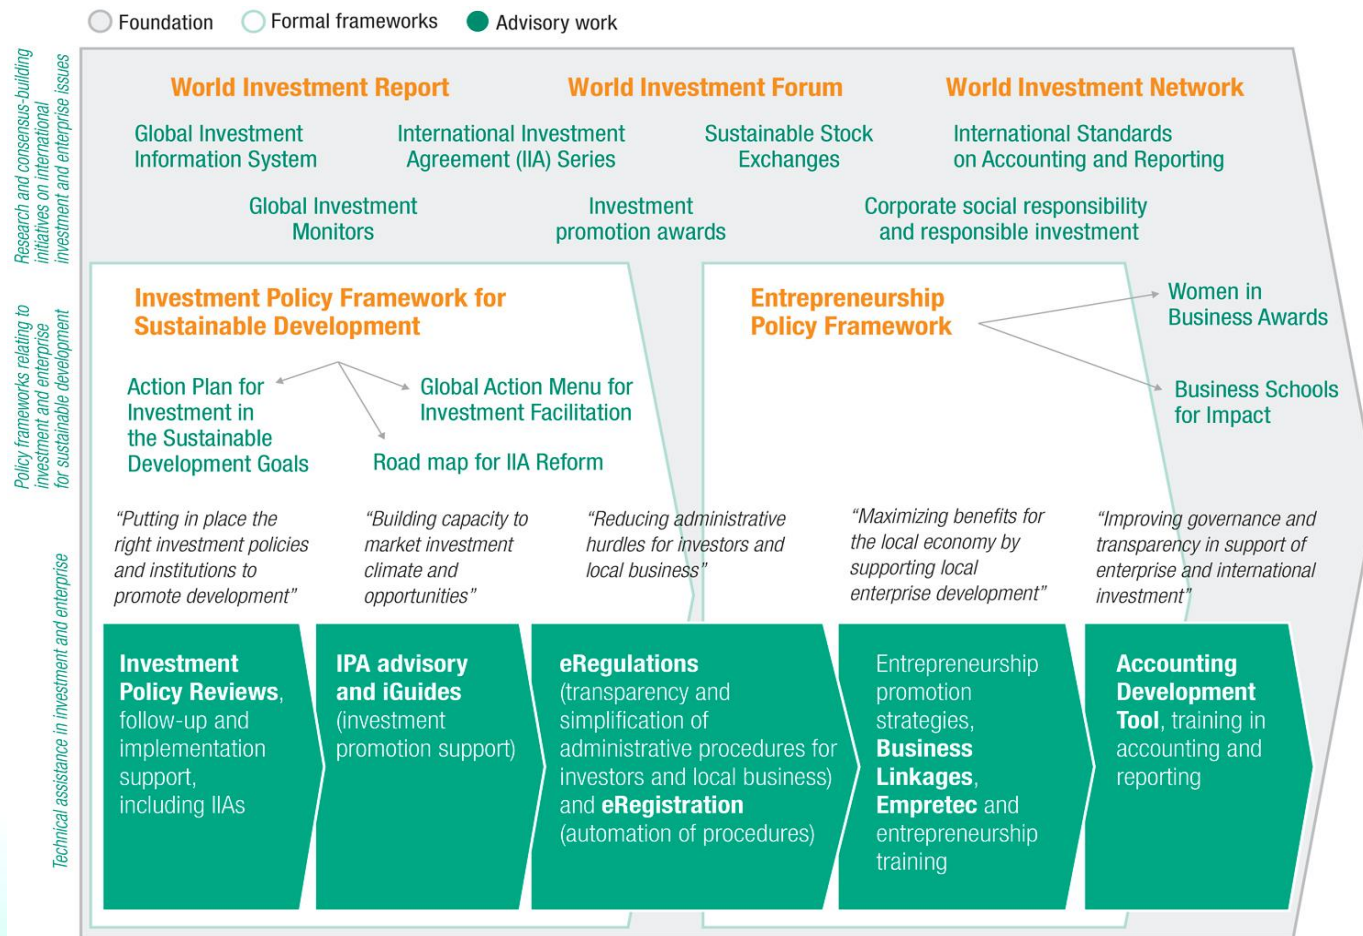 Foundation
Formal frameworks
Advisory work
Research and consensus-building
initiatives on international
investment and enterprise issues
World Investment Report
World Investment Forum
World Investment Network
Global Investment
Information System
International Investment
Agreement (IIA) Series
Sustainable Stock
Exchanges
International Standards
on Accounting and Reporting
Global Investment
Monitors
Investment
promotion awards
Corporate social responsibility
and responsible investment
Policy frameworks relating to
investment and enterprise
for sustainable development
Investment Policy Framework for
Sustainable Development
Action Plan for
Investment in
the Sustainable
Development Goals
Global Action Menu for
Investment Facilitation
Road map for IIA Reform
Entrepreneurship
Policy Framework
Women in
Business Awards
Business Schools
for Impact
Technical assistance in investment and enterprise
“Putting in place the
right investment policies
and institutions to
promote development”
“Building capacity to
market investment
climate and
opportunities”
“Reducing administrative
hurdles for investors and
local business”
“Maximizing benefits for
the local economy by
supporting local
enterprise development”
“Improving governance and
transparency in support of
enterprise and international
investment”
Investment
Policy Reviews,
follow-up and
implementation
support,
including IIAs
IPA advisory
and iGuides
(investment
promotion support)
eRegulations
(transparency and
simplification of
administrative procedures for
investors and local business)
and eRegistration
(automation of procedures)
Entrepreneurship
promotion
strategies,
Business
Linkages,
Empretec and
entrepreneurship
training
Accounting
Development
Tool, training in
accounting and
reporting